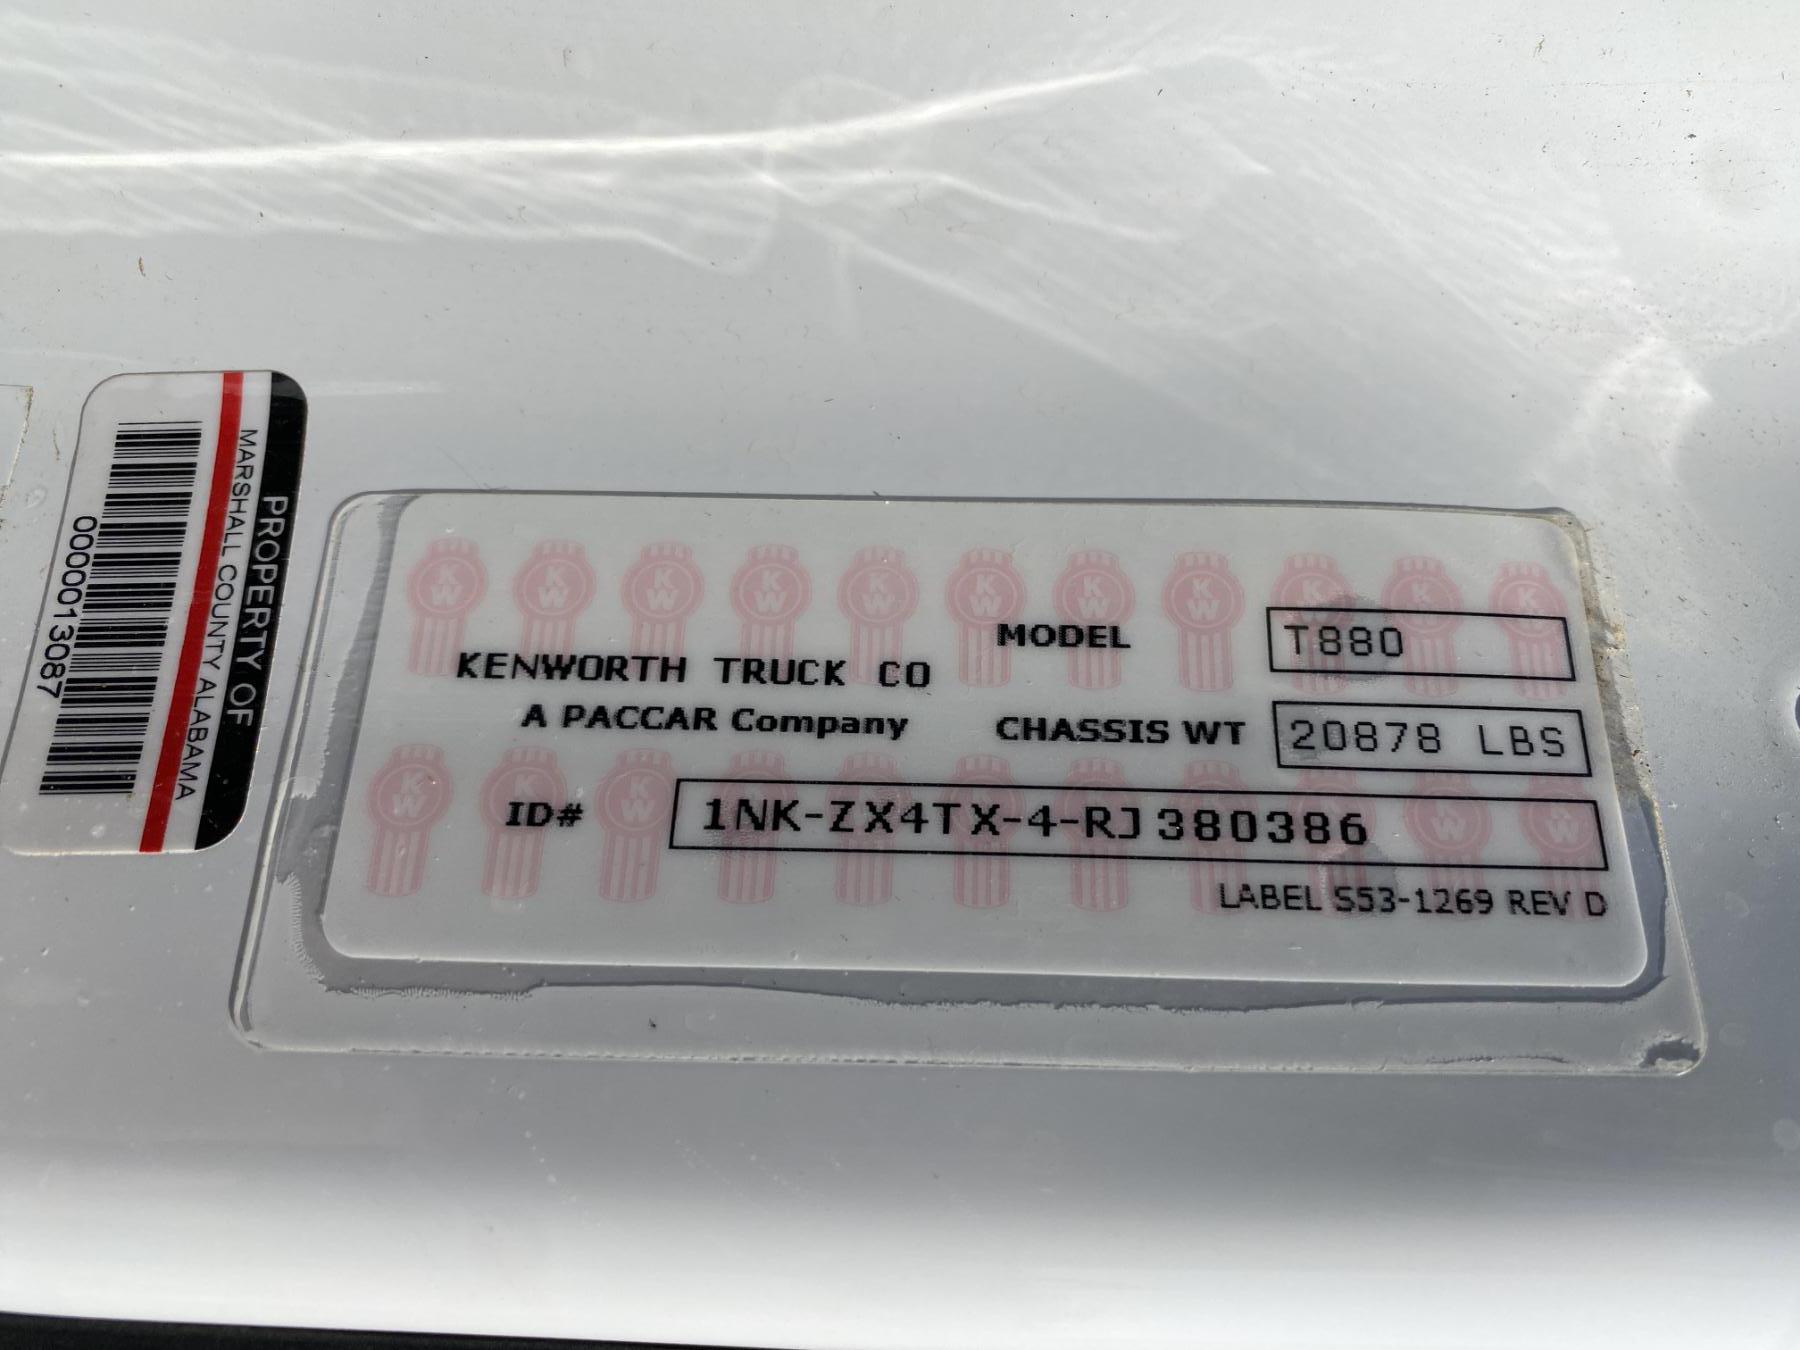 PROPERTY OF
MARSHALL COUNTY ALABAMA
0000013087
KENWORTH TRUCK CO
A PACCAR Company
MODEL T880
CHASSIS WT 20878 LBS
ID# 1NK-ZX4TX-4-RJ380386
LABEL S53-1269 REV D